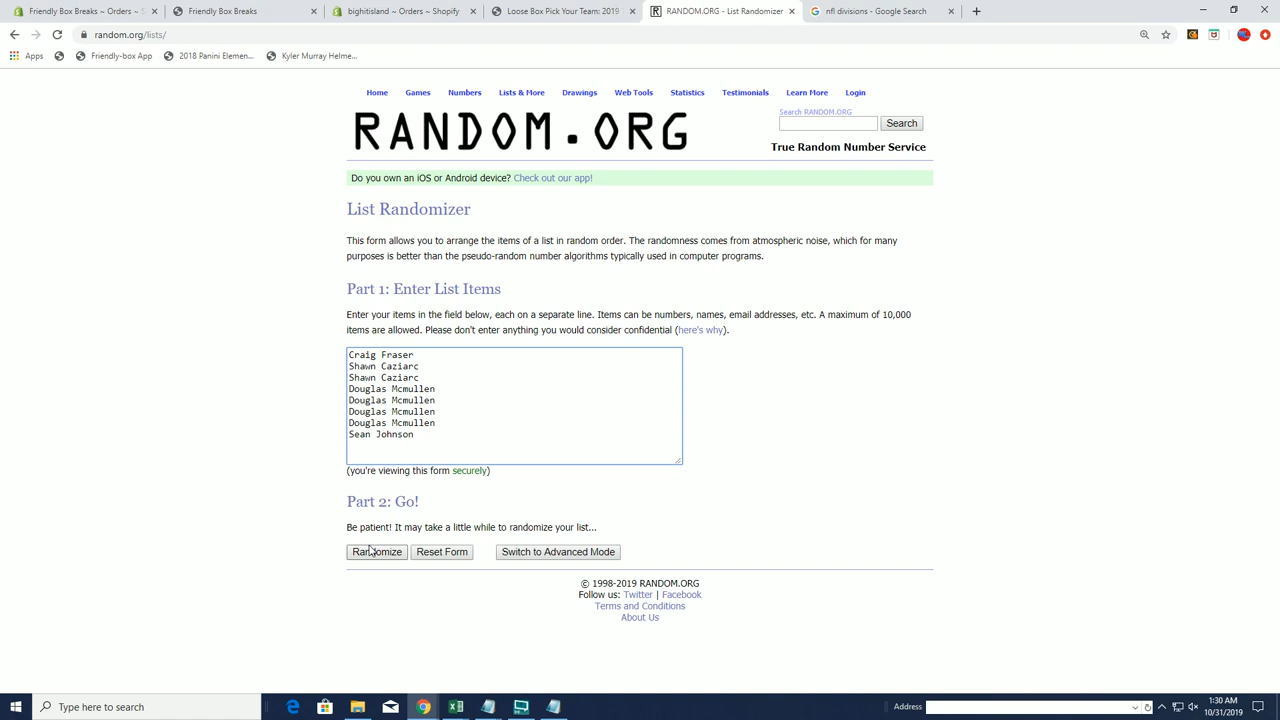 Friendly Box Breaks ~ Orders ~ S
Friendly Box Breaks
bighitisland ~ Orders ~ Shopify
Loose Box Pick Your Team: 2019
RANDOM.ORG - List Randomizer
nfl divisions - Google Search
random.org/lists/
Apps
Friendly-box App
2018 Panini Elemen...
Kyler Murray Helme...
Home Games Numbers Lists & More Drawings Web Tools Statistics Testimonials Learn More Login
RANDOM.ORG
Search RANDOM.ORG
Search
True Random Number Service
Do you own an iOS or Android device? Check out our app!
List Randomizer
This form allows you to arrange the items of a list in random order. The randomness comes from atmospheric noise, which for many
purposes is better than the pseudo-random number algorithms typically used in computer programs.
Part 1: Enter List Items
Enter your items in the field below, each on a separate line. Items can be numbers, names, email addresses, etc. A maximum of 10,000
items are allowed. Please don't enter anything you would consider confidential (here's why).
Craig Fraser
Shawn Caziarc
Shawn Caziarc
Douglas Mcmullen
Douglas Mcmullen
Douglas Mcmullen
Douglas Mcmullen
Sean Johnson
(you're viewing this form securely)
Part 2: Go!
Be patient! It may take a little while to randomize your list...
Randomize Reset Form Switch to Advanced Mode
© 1998-2019 RANDOM.ORG
Follow us: Twitter | Facebook
Terms and Conditions
About Us
Type here to search
Address
1:30 AM
10/31/2019